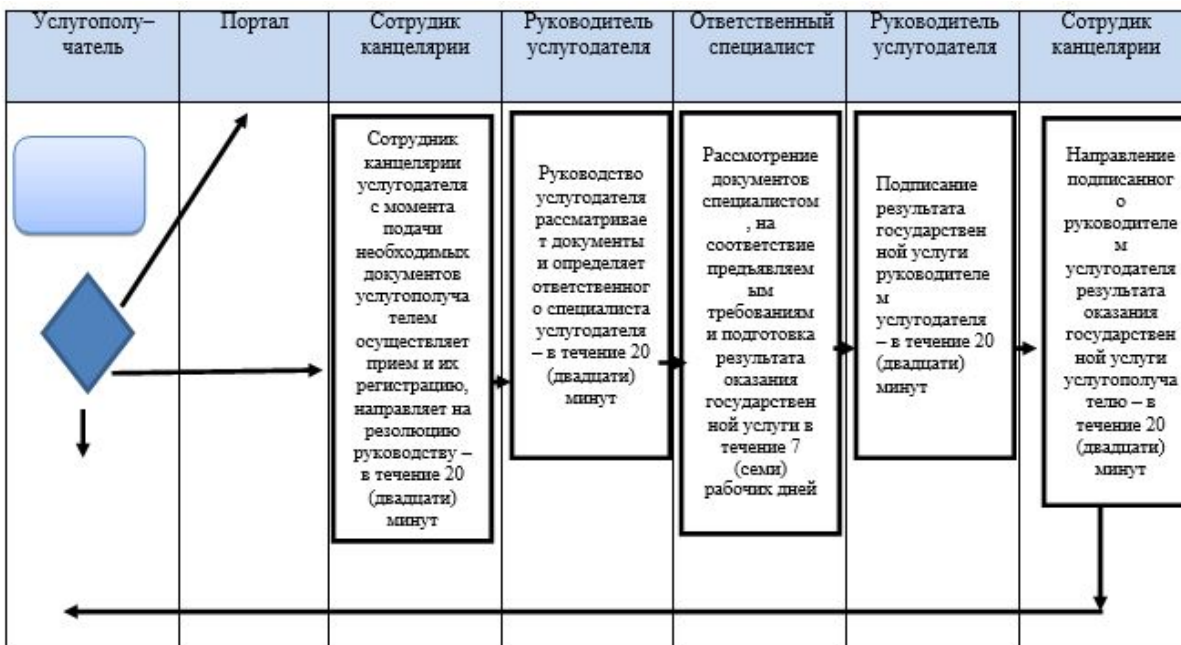 Услугополу–
чатель
Портал
Сотрудик
канцелярии
Руководитель
услугодателя
Ответственный
специалист
Руководитель
услугодателя
Сотрудик
канцелярии
Сотрудник
канцелярии
услугодателя
с момента
подачи
необходимых
документов
услугополуча
телем
осуществляет
прием и их
регистрацию,
направляет на
резолюцию
руководству –
в течение 20
(двадцати)
минут
Руководство
услугодателя
рассматривае
т документы
и определяет
ответственног
о специалиста
услугодателя
– в течение 20
(двадцати)
минут
Рассмотрение
документов
специалистом
, на
соответствие
предъявляем
ым
требованиям
и подготовка
результата
оказания
государствен
ной услуги в
течение 7
(семи)
рабочих дней
Подписание
результата
государствен
ной услуги
руководителе
м
услугодателя
– в течение 20
(двадцати)
минут
Направление
подписанног
о
руководителе
м
услугодателя
результата
оказания
государствен
ной услуги
услугополуча
телю – в
течение 20
(двадцати)
минут